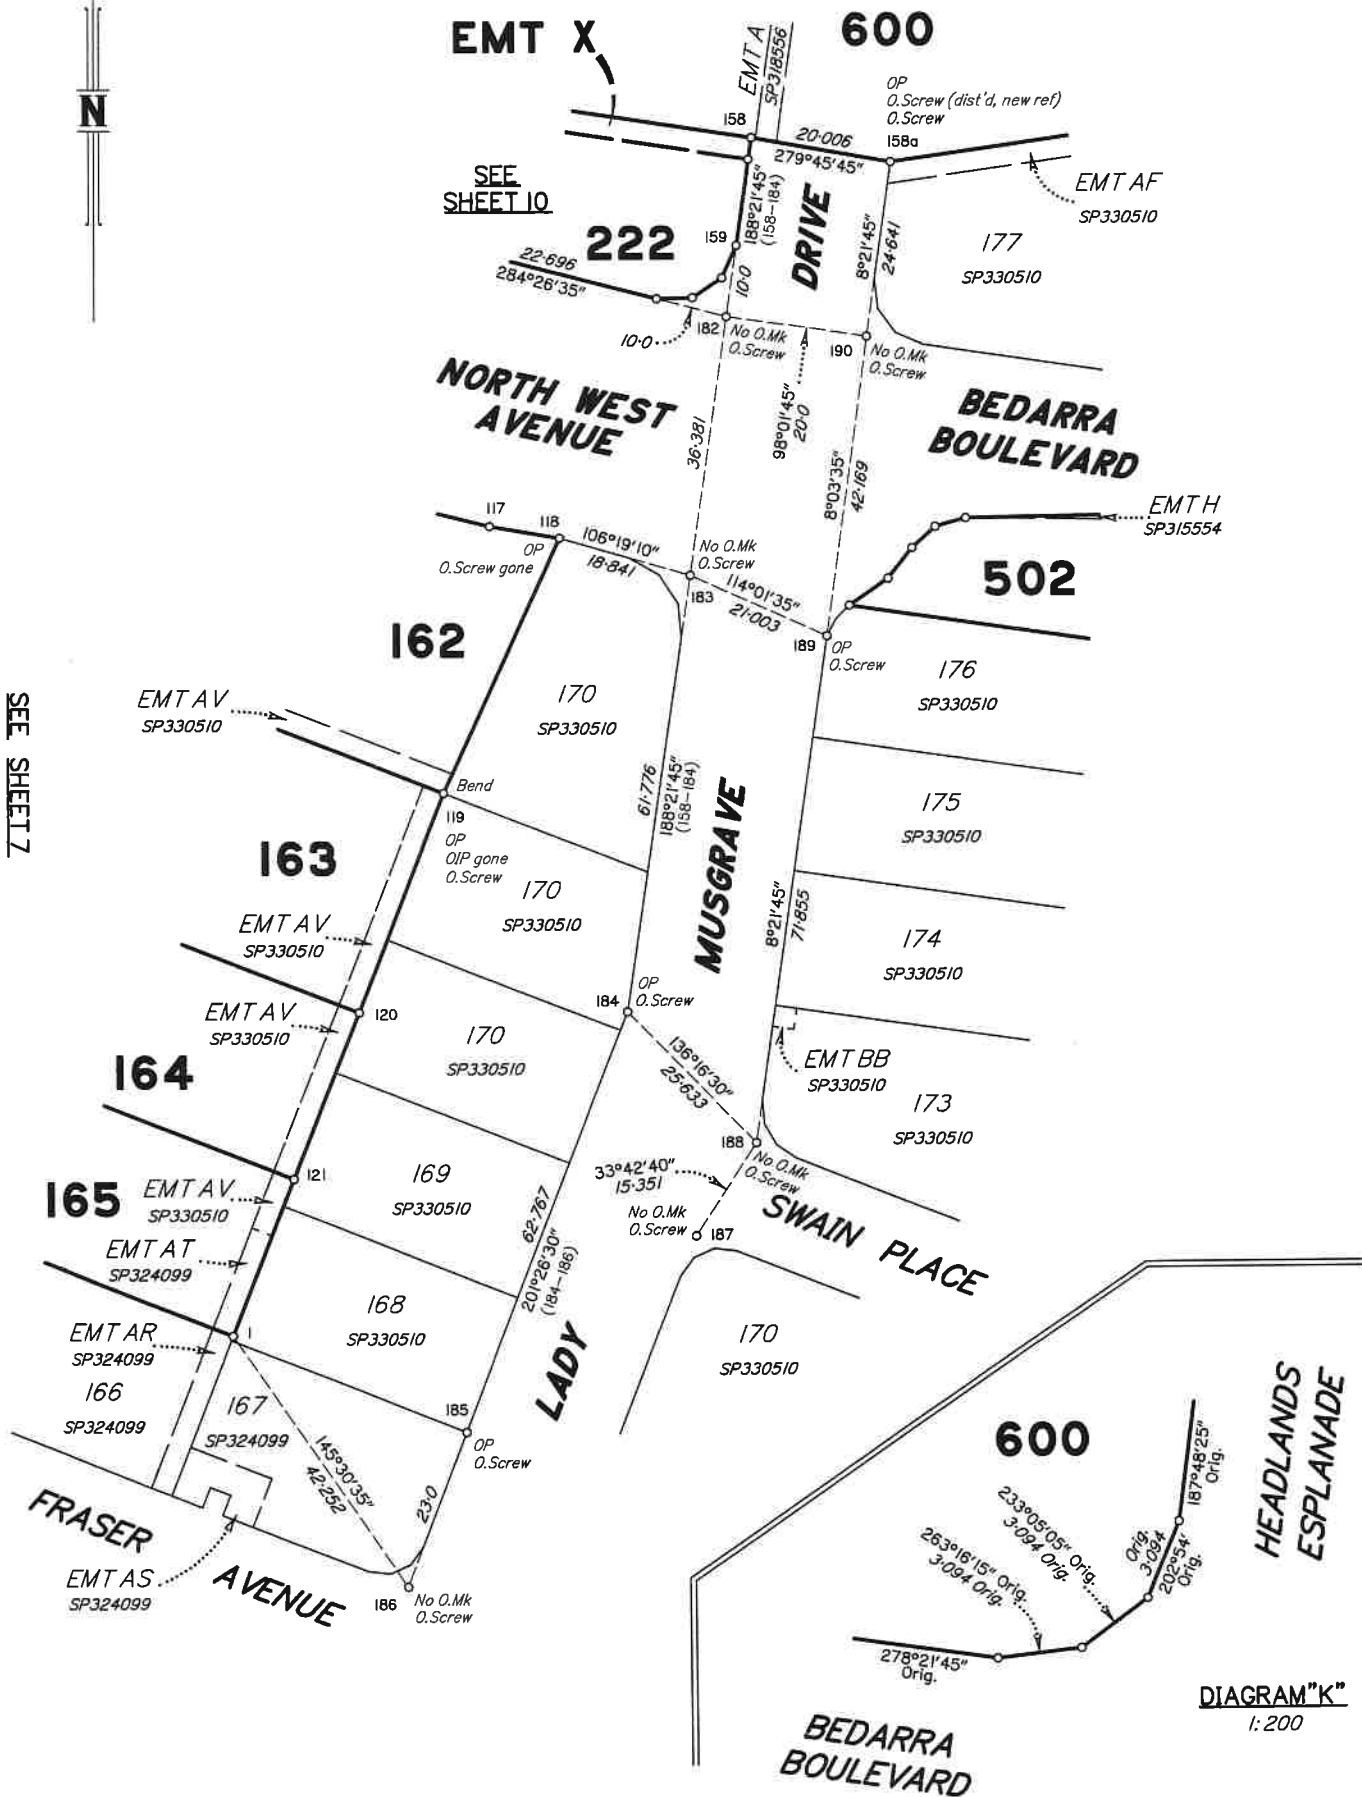 N
EMT X
600
EMT A
SP318556
OP
O.Screw (dist'd, new ref)
O.Screw
158
20·006
279°45'45"
158a
EMT AF
SP330510
SEE
SHEET 10
188°21'45"
(158-184)
DRIVE
8°21'45"
24·641
177
SP330510
222
159
22·696
284°26'35"
10·0
10·0
182
No O.Mk
O.Screw
190
No O.Mk
O.Screw
NORTH WEST
AVENUE
98°01'45"
20·0
BEDARRA
BOULEVARD
36·381
8°03'35"
42·169
EMT H
SP315554
117
118
OP
O.Screw gone
106°19'10"
18·841
No O.Mk
O.Screw
183
114°01'35"
21·003
502
189
OP
O.Screw
162
170
SP330510
176
SP330510
EMT AV
SP330510
SEE SHEET 7
Bend
119
OP
OIP gone
O.Screw
61·776
188°21'45"
(158-184)
MUSGRAVE
175
SP330510
163
170
SP330510
8°21'45"
71·855
EMT AV
SP330510
174
SP330510
184
OP
O.Screw
120
EMT AV
SP330510
170
SP330510
136°16'30"
25·633
EMT BB
SP330510
164
173
SP330510
188
No O.Mk
O.Screw
121
169
SP330510
33°42'40"
15·351
165
EMT AV
SP330510
No O.Mk
O.Screw
187
SWAIN PLACE
EMT AT
SP324099
62·767
201°26'30"
(184-186)
168
SP330510
1
EMT AR
SP324099
LADY
170
SP330510
166
SP324099
167
SP324099
185
OP
O.Screw
145°30'35"
42·252
23·0
FRASER
AVENUE
EMT AS
SP324099
186
No O.Mk
O.Screw
600
HEADLANDS
ESPLANADE
187°48'25"
Orig.
233°05'05" Orig.
3·094 Orig.
263°16'15" Orig.
3·094 Orig.
Orig.
3·094
202°54'
Orig.
278°21'45"
Orig.
DIAGRAM "K"
1:200
BEDARRA
BOULEVARD